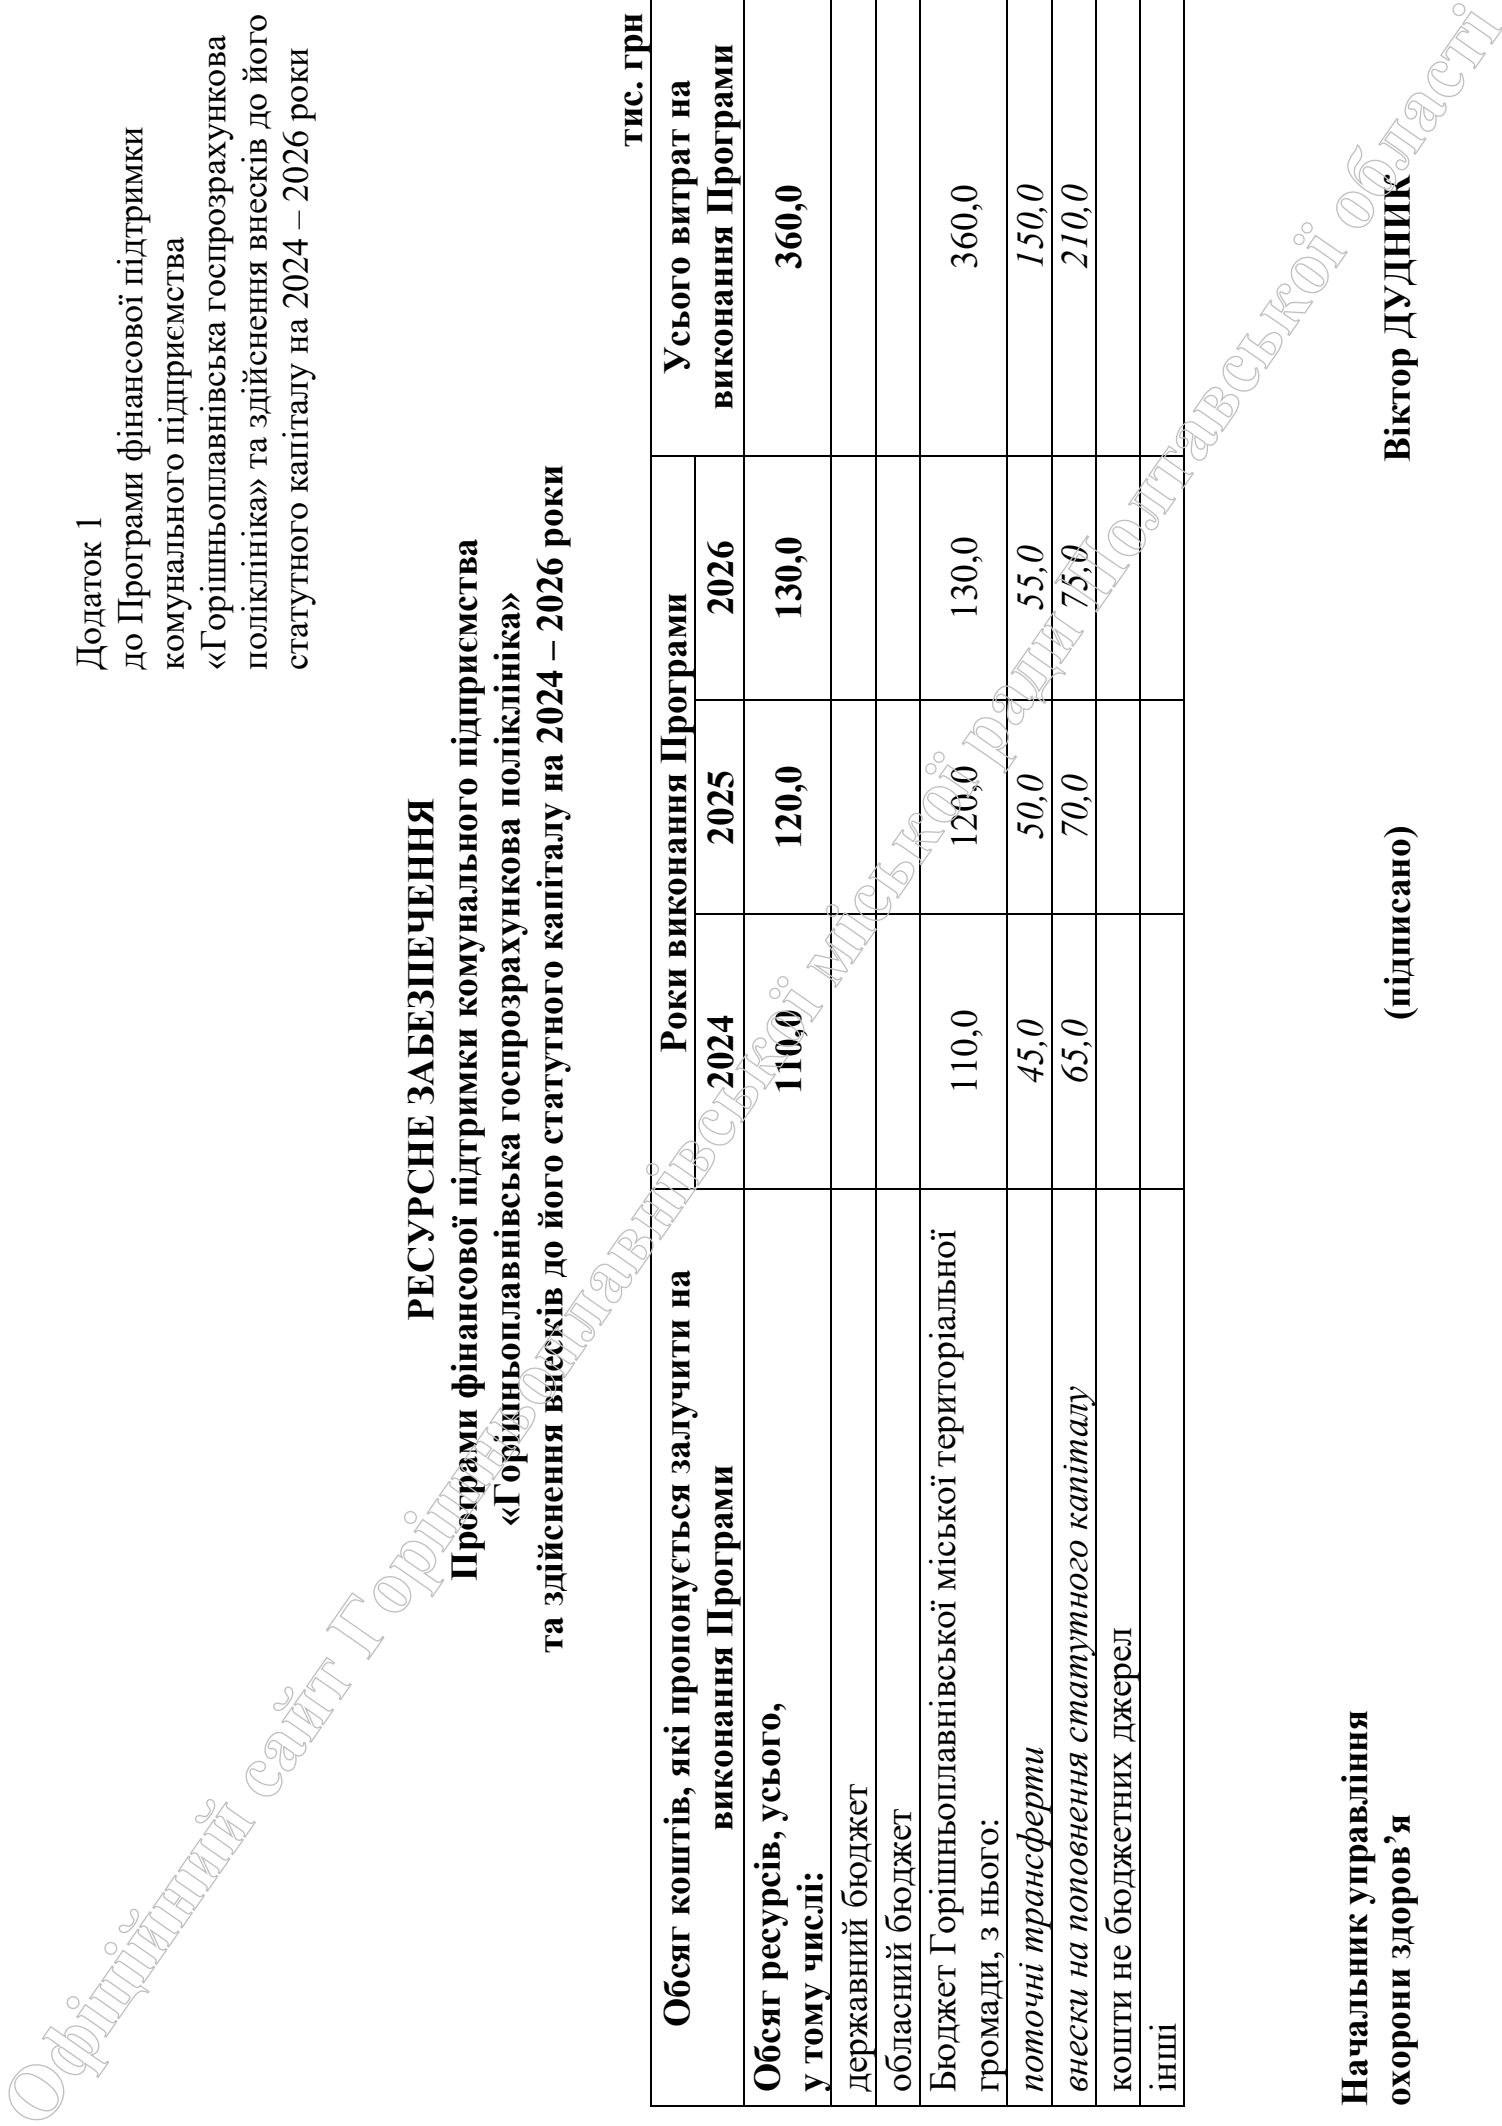 Додаток 1
до Програми фінансової підтримки
комунального підприємства
«Горішньоплавнівська госпрозрахункова
поліклініка» та здійснення внесків до його
статутного капіталу на 2024 – 2026 роки
РЕСУРСНЕ ЗАБЕЗПЕЧЕННЯ
Програми фінансової підтримки комунального підприємства
«Горішньоплавнівська госпрозрахункова поліклініка»
та здійснення внесків до його статутного капіталу на 2024 – 2026 роки
тис. грн
Обсяг коштів, які пропонується залучити на
виконання Програми
Роки виконання Програми
Усього витрат на
виконання Програми
2024 2025 2026
Обсяг ресурсів, усього,
у тому числі:
110,0 120,0 130,0 360,0
державний бюджет
обласний бюджет
Бюджет Горішньоплавнівської міської територіальної
громади, з нього:
110,0 120,0 130,0 360,0
поточні трансферти 45,0 50,0 55,0 150,0
внески на поповнення статутного капіталу 65,0 70,0 75,0 210,0
кошти не бюджетних джерел
інші
Начальник управління
охорони здоров’я (підписано) Віктор ДУДНИК
Офіційний сайт Горішньоплавнівської міської ради Полтавської області